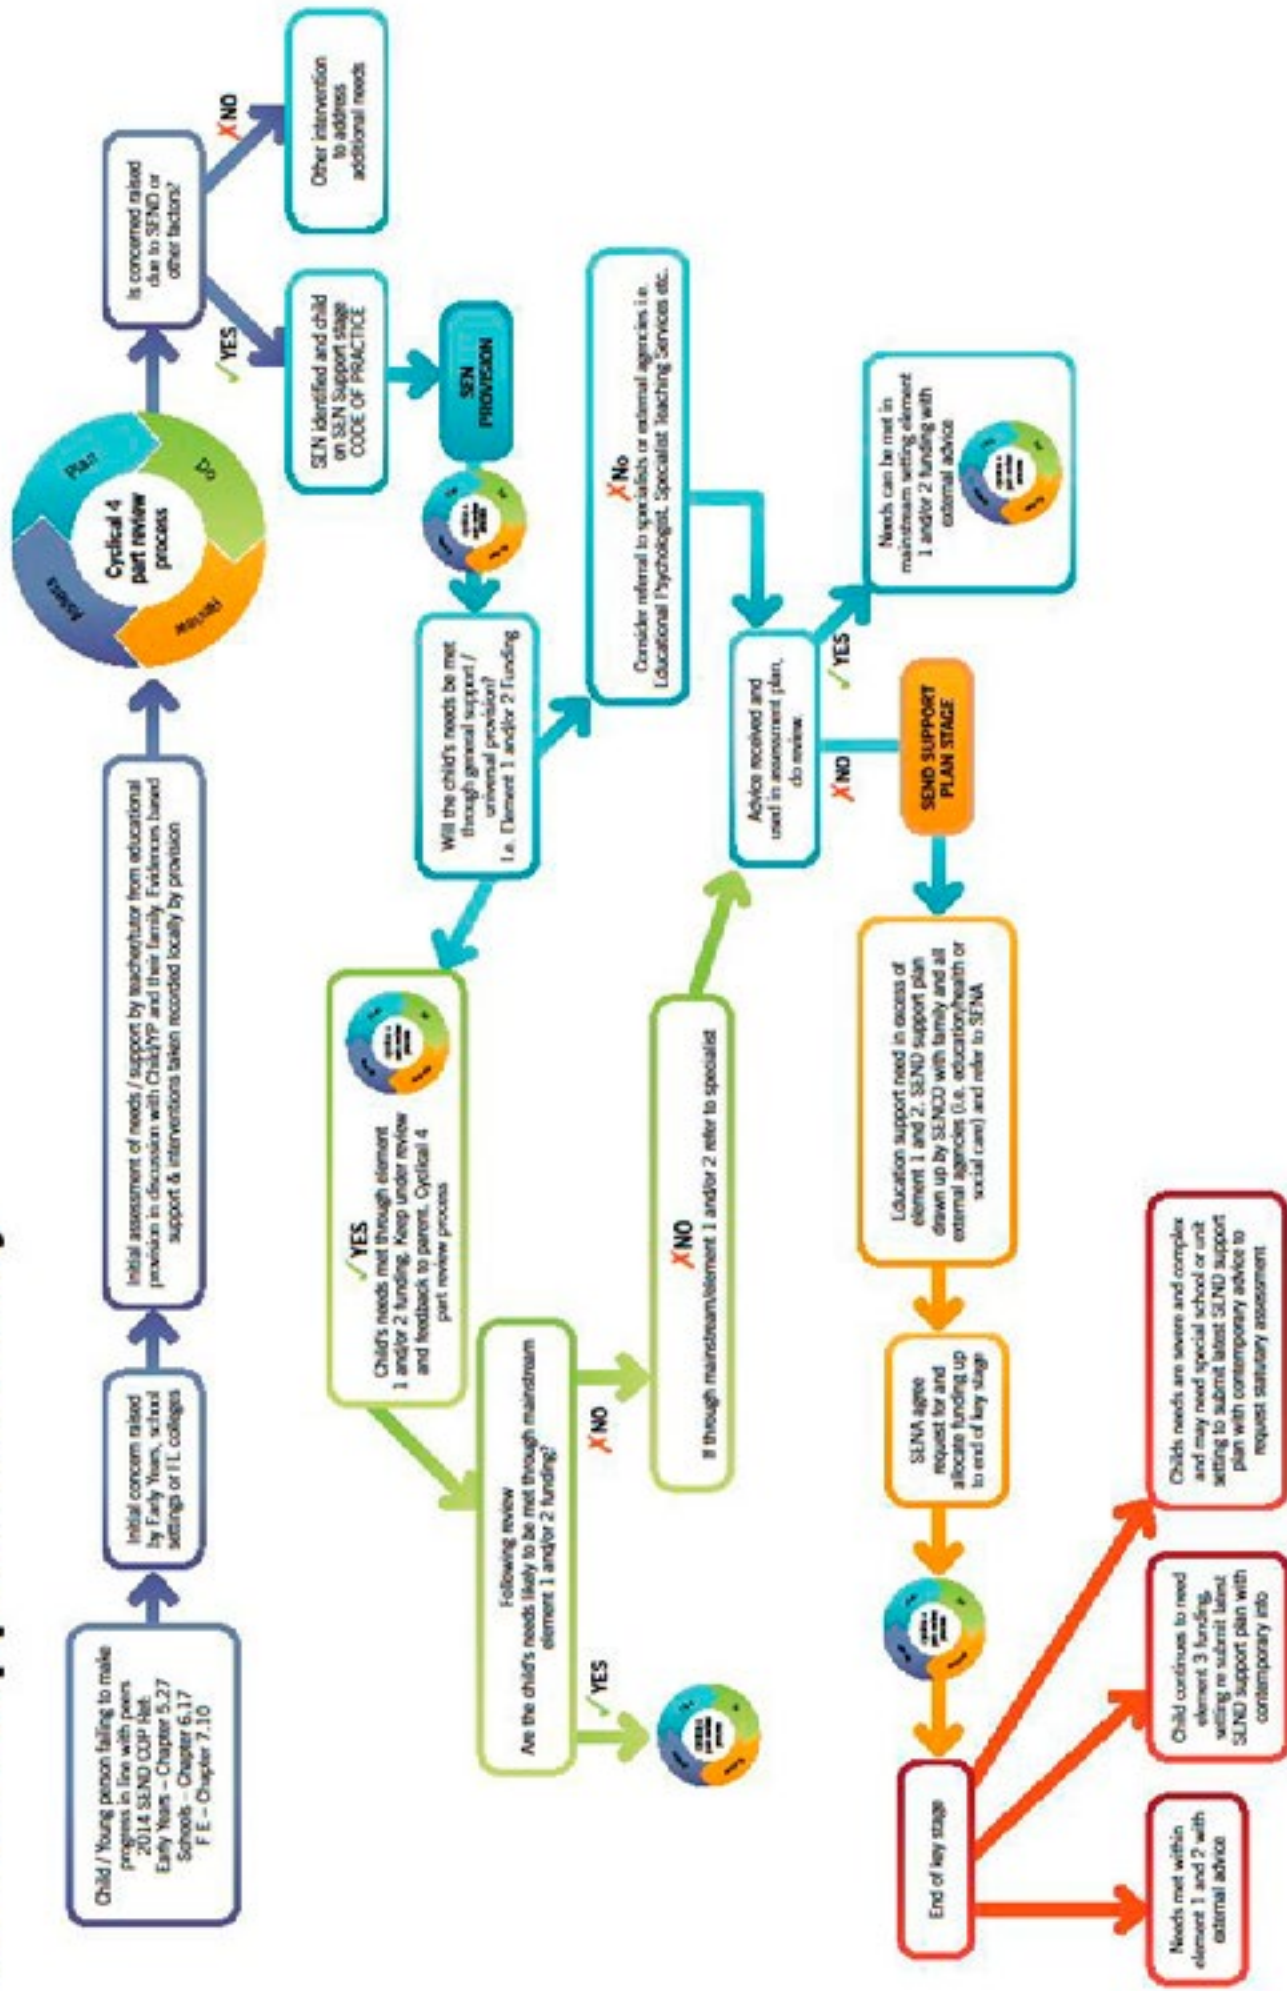 Child / Young person failing to make
progress in line with peers
2014 SEND COP Ref:
Early Years – Chapter 5.27
Schools – Chapter 6.17
F E – Chapter 7.10
Initial concern raised
by Early Years, school
settings or F E colleges
Initial assessment of needs / support by teacher/tutor from educational
provision in discussion with Child/YP and their family. Evidences based
support & interventions taken recorded locally by provision
Assess
Plan
Do
Review
Cyclical 4
part review
process
Is concerned raised
due to SEND or
other factors?
✓ YES
✗ NO
Other intervention
to address
additional needs
SEN identified and child
on SEN Support stage
CODE OF PRACTICE
SEN
PROVISION
Will the child's needs be met
through general support /
universal provision?
I.e. Element 1 and/or 2 Funding
✓ YES
Child's needs met through element
1 and/or 2 funding. Keep under review
and feedback to parent. Cyclical 4
part review process
✗ No
Consider referral to specialists or external agencies i.e.
Educational Psychologist, Specialist Teaching Services etc.
Following review
Are the child's needs likely to be met through mainstream
element 1 and/or 2 funding?
✓ YES
✗ NO
✗ NO
If through mainstream/element 1 and/or 2 refer to specialist
Advice received and
used in assessment plan,
do review.
✗ NO
✓ YES
Needs can be met in
mainstream setting element
1 and/or 2 funding with
external advice
SEND SUPPORT
PLAN STAGE
Education support need in excess of
element 1 and 2. SEND support plan
drawn up by SENCO with family and all
external agencies (i.e. education/health or
social care) and refer to SENA
SENA agree
request for and
allocate funding up
to end of key stage
End of key stage
Needs met within
element 1 and 2 with
external advice
Child continues to need
element 3 funding,
setting re submit latest
SEND support plan with
contemporary info
Childs needs are severe and complex
and may need special school or unit
setting to submit latest SEND support
plan with contemporary advice to
request statutory assessment